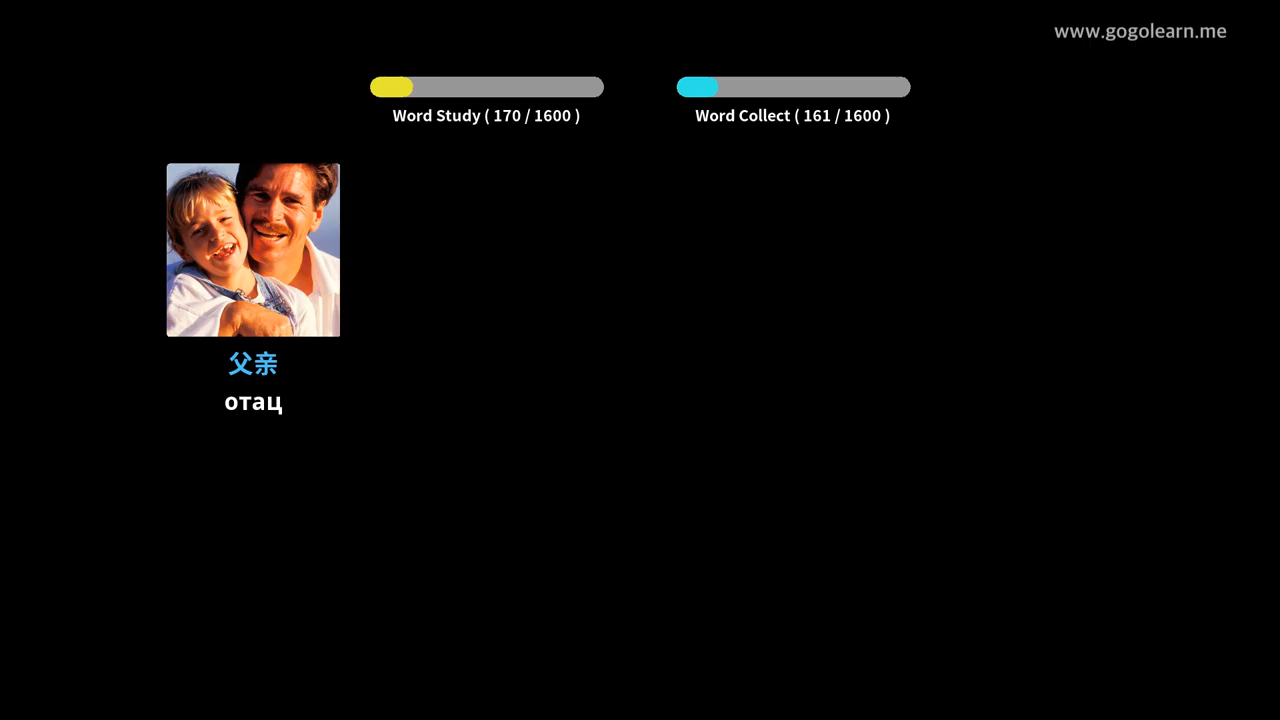 www.gogolearn.me
Word Study ( 170 / 1600 )
Word Collect ( 161 / 1600 )
父亲
отац